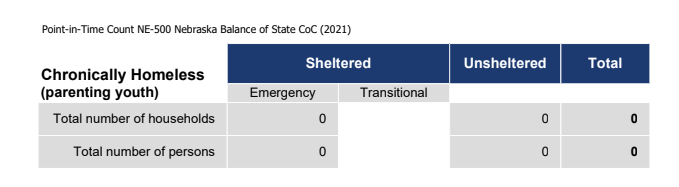 Point-in-Time Count NE-500 Nebraska Balance of State CoC (2021)
Chronically Homeless
(parenting youth)
Sheltered Unsheltered Total
Emergency Transitional
Total number of households 0 0 0
Total number of persons 0 0 0